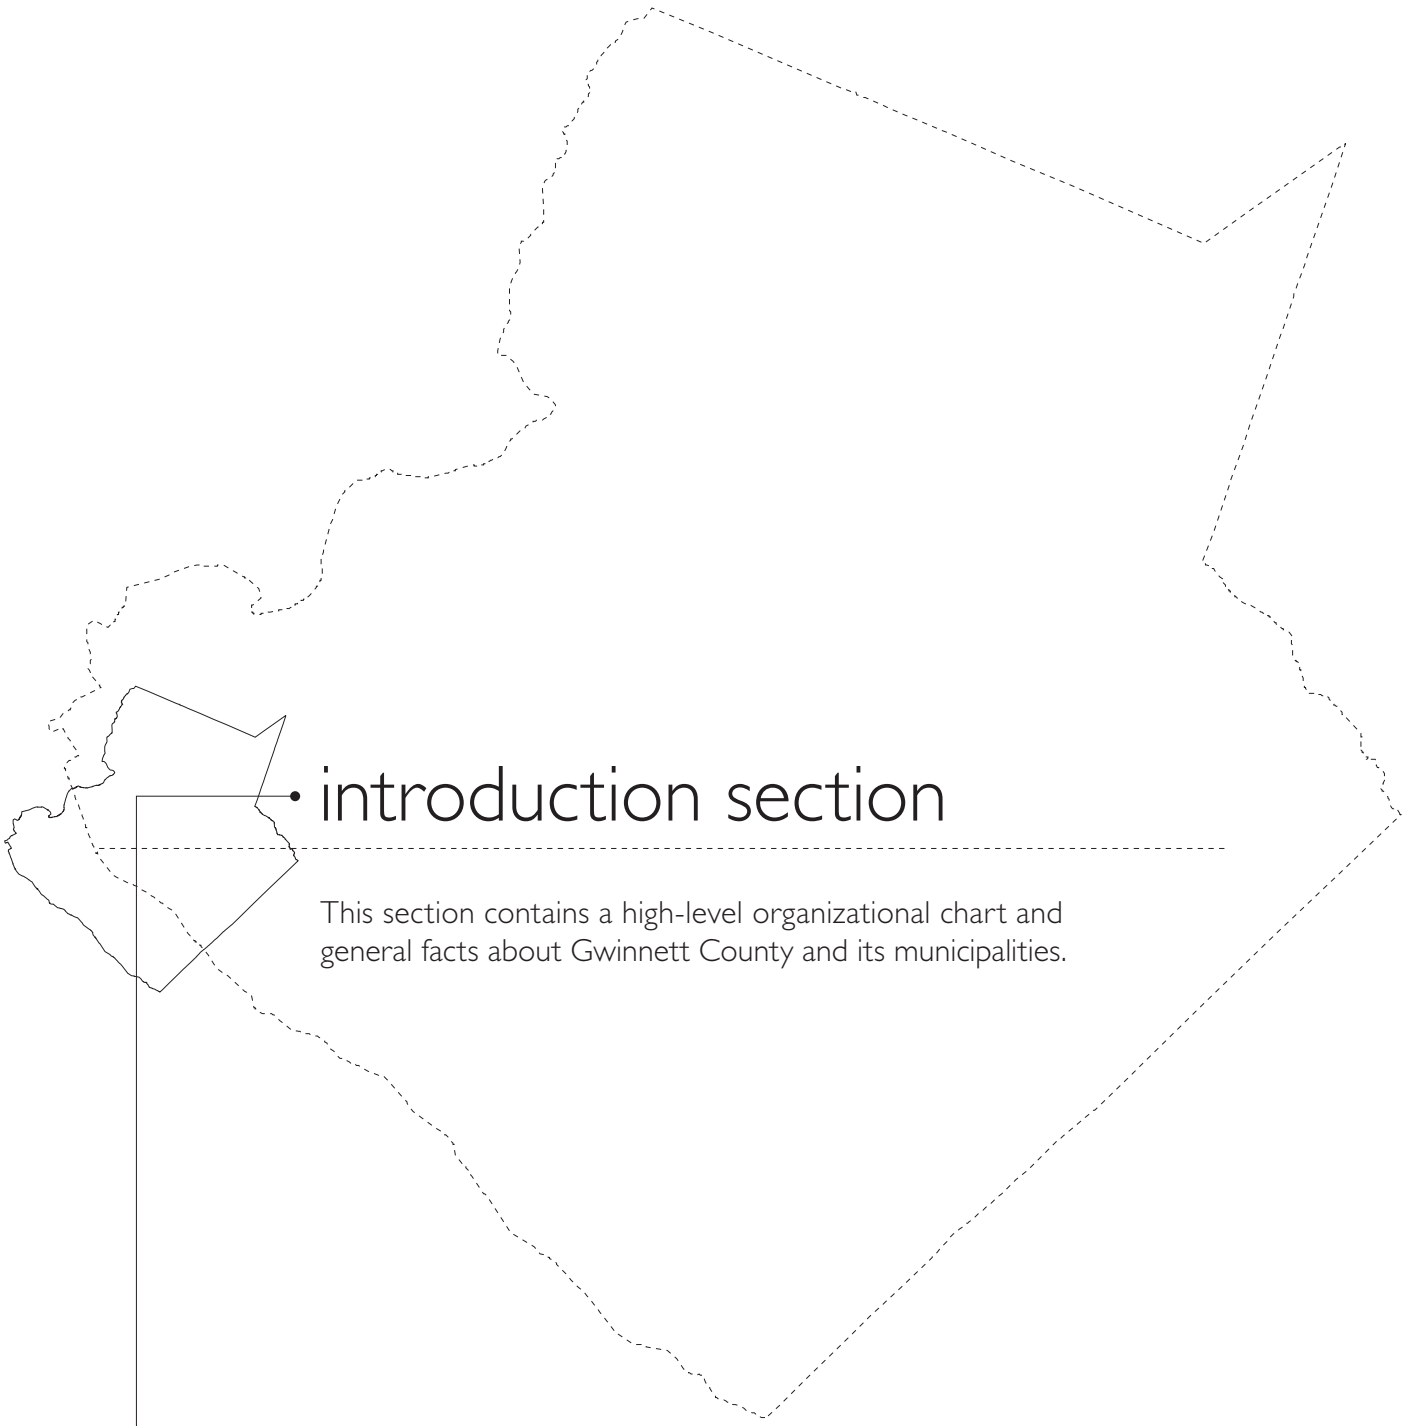 introduction section
This section contains a high-level organizational chart and
general facts about Gwinnett County and its municipalities.